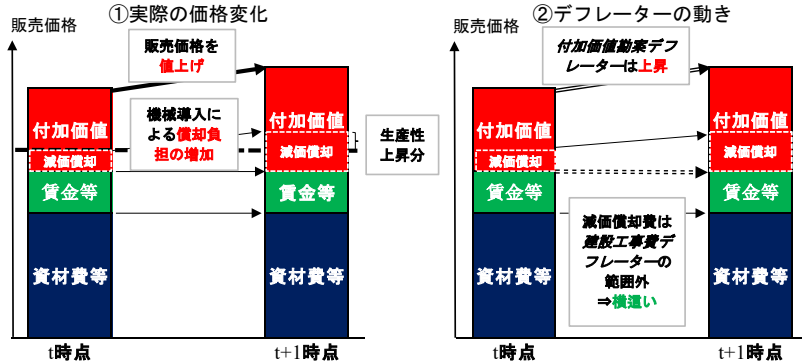 ①実際の価格変化
販売価格
販売価格を
値上げ
機械導入に
よる償却負
担の増加
付加価値
減価償却
賃金等
資材費等
付加価値
減価償却
賃金等
資材費等
生産性
上昇分
t時点
t+1時点
②デフレーターの動き
販売価格
付加価値勘案デフ
レーターは上昇
付加価値
減価償却
賃金等
資材費等
減価償却費は
建設工事費デ
フレーターの
範囲外
⇒横這い
付加価値
減価償却
賃金等
資材費等
t時点
t+1時点